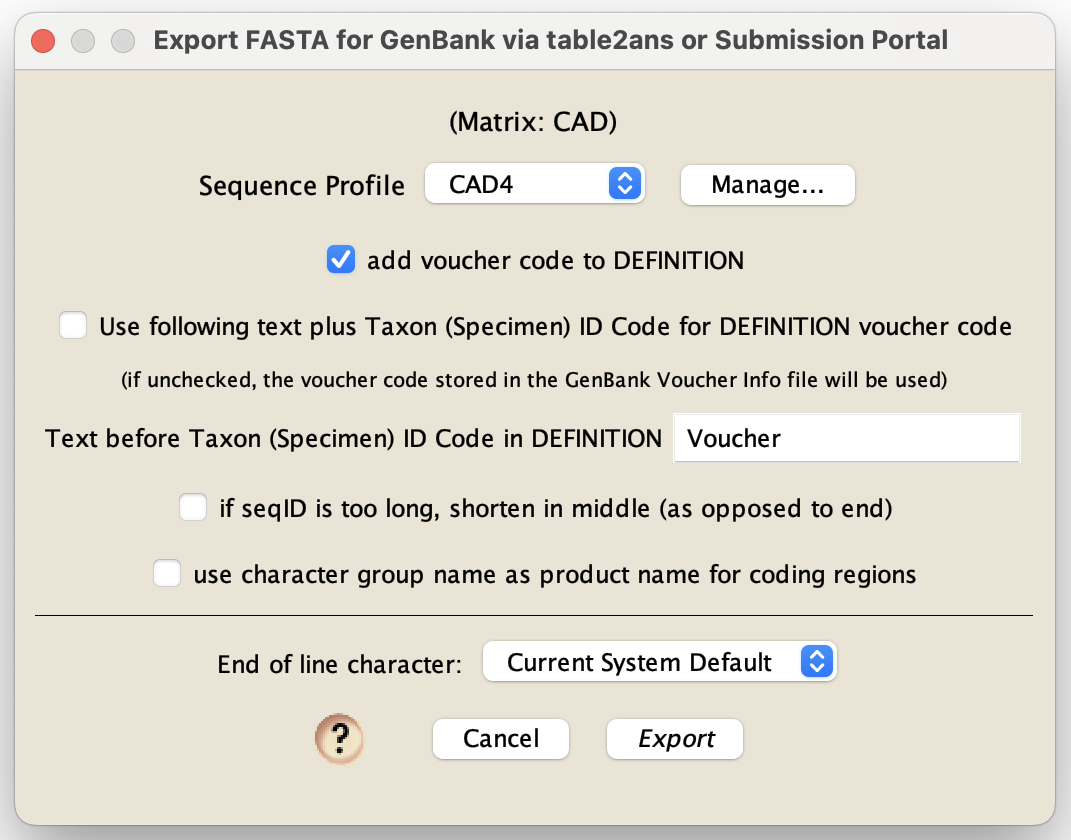 Export FASTA for GenBank via table2ans or Submission Portal
(Matrix: CAD)
Sequence Profile CAD4 Manage...
add voucher code to DEFINITION
Use following text plus Taxon (Specimen) ID Code for DEFINITION voucher code
(if unchecked, the voucher code stored in the GenBank Voucher Info file will be used)
Text before Taxon (Specimen) ID Code in DEFINITION Voucher
if seqID is too long, shorten in middle (as opposed to end)
use character group name as product name for coding regions
End of line character: Current System Default
? Cancel Export